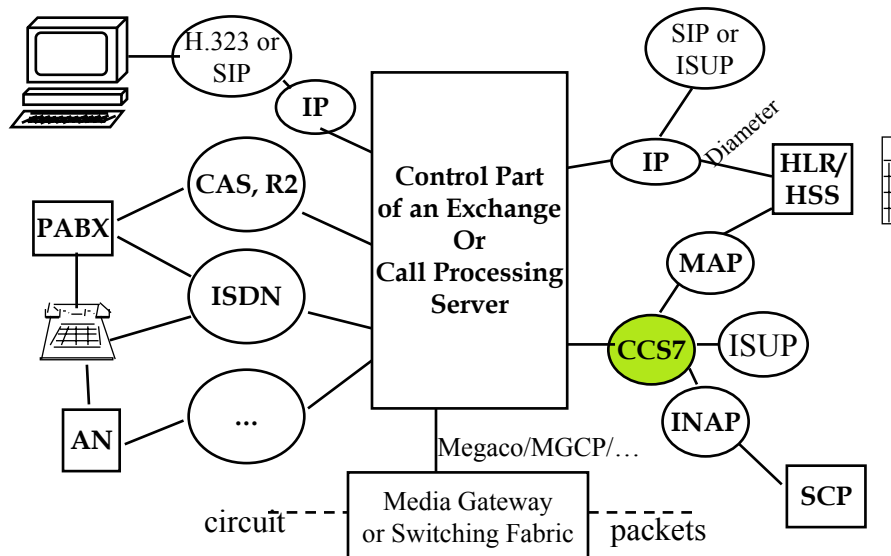 H.323 or
SIP
IP
SIP or
ISUP
IP
Diameter
HLR/
HSS
CAS, R2
PABX
ISDN
Control Part
of an Exchange
Or
Call Processing
Server
MAP
CCS7
ISUP
INAP
AN
...
Megaco/MGCP/…
SCP
Media Gateway
or Switching Fabric
circuit
packets